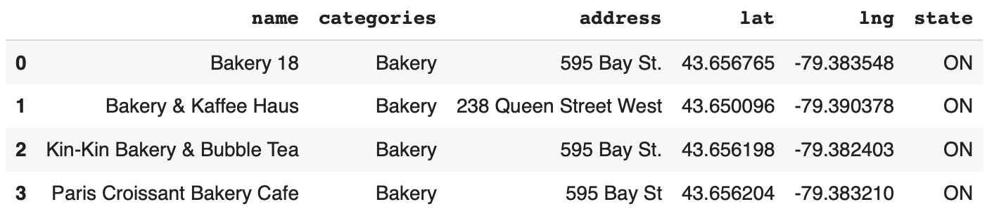 name categories address lat lng state
0 Bakery 18 Bakery 595 Bay St. 43.656765 -79.383548 ON
1 Bakery & Kaffee Haus Bakery 238 Queen Street West 43.650096 -79.390378 ON
2 Kin-Kin Bakery & Bubble Tea Bakery 595 Bay St. 43.656198 -79.382403 ON
3 Paris Croissant Bakery Cafe Bakery 595 Bay St 43.656204 -79.383210 ON